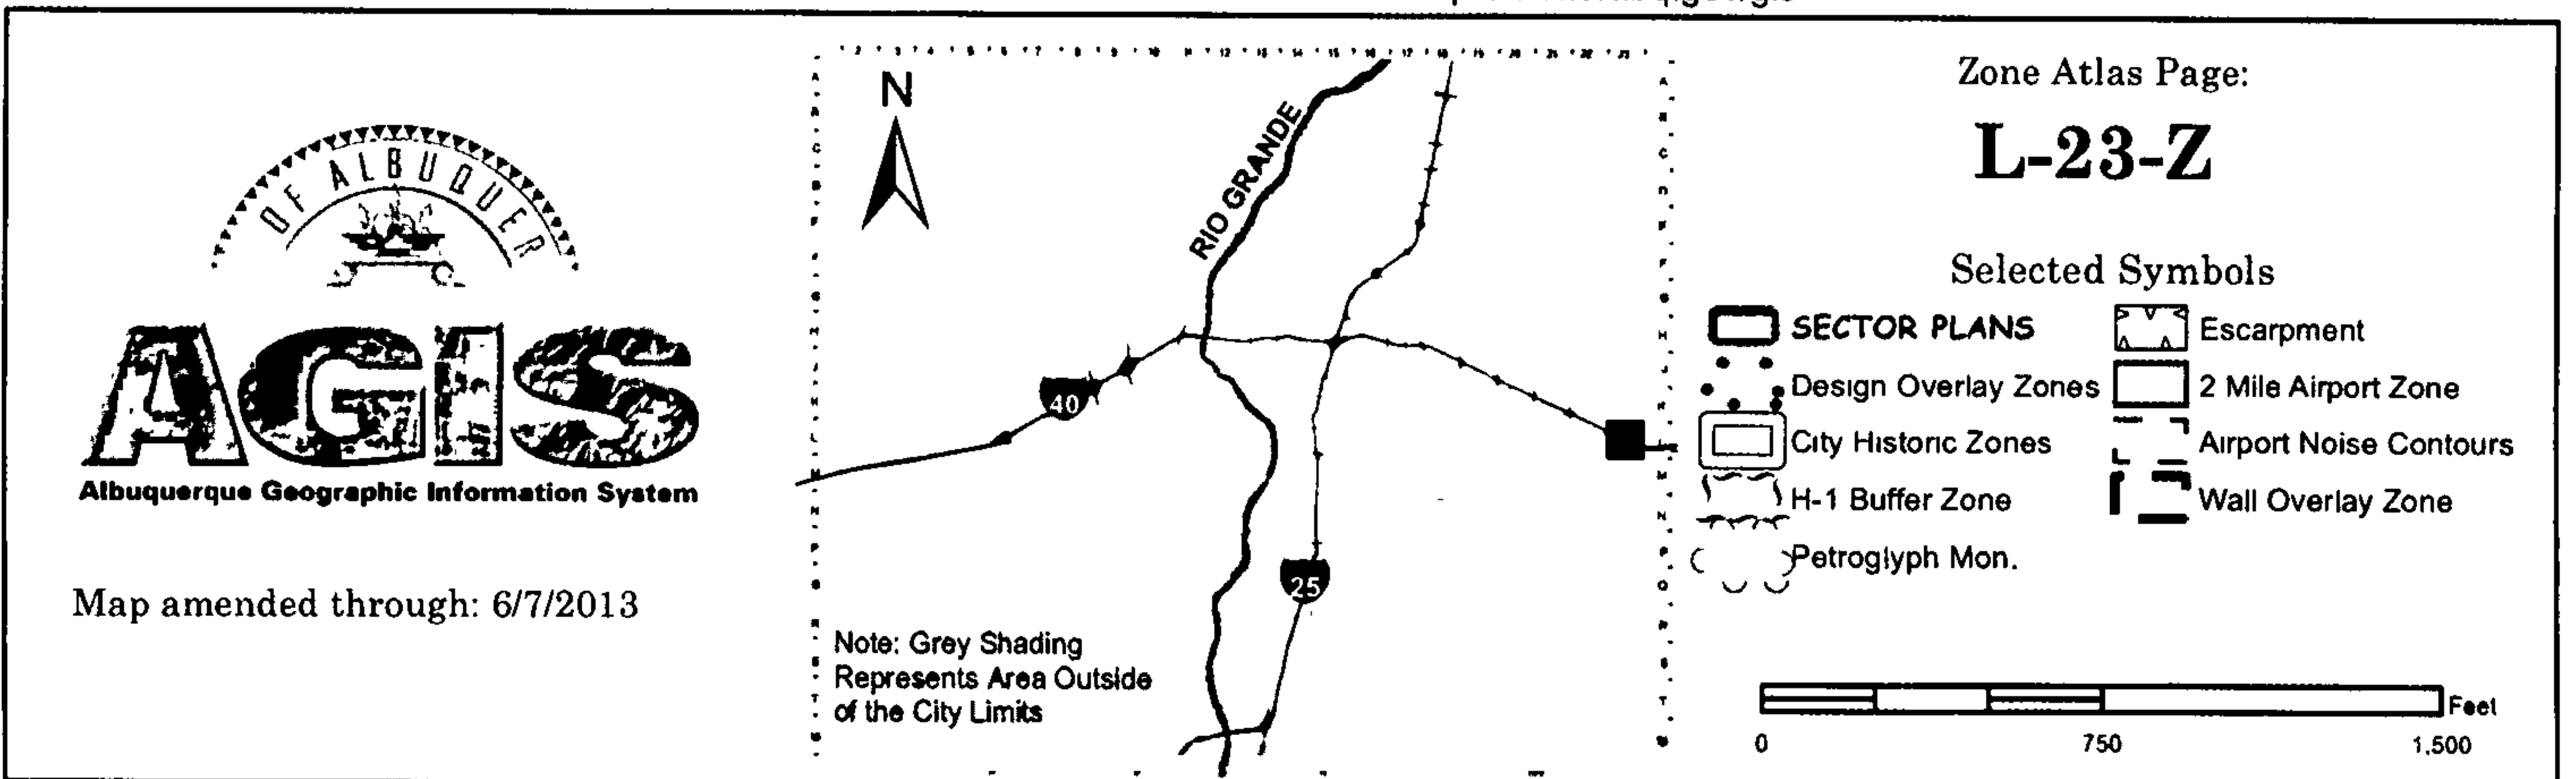 OF ALBUQUER
AGIS
Albuquerque Geographic Information System
Map amended through: 6/7/2013
N
RIO GRANDE
40
25
Note: Grey Shading
Represents Area Outside
of the City Limits
Zone Atlas Page:
L-23-Z
Selected Symbols
SECTOR PLANS
Design Overlay Zones
City Historic Zones
H-1 Buffer Zone
Petroglyph Mon.
Escarpment
2 Mile Airport Zone
Airport Noise Contours
Wall Overlay Zone
Feet
0 750 1,500